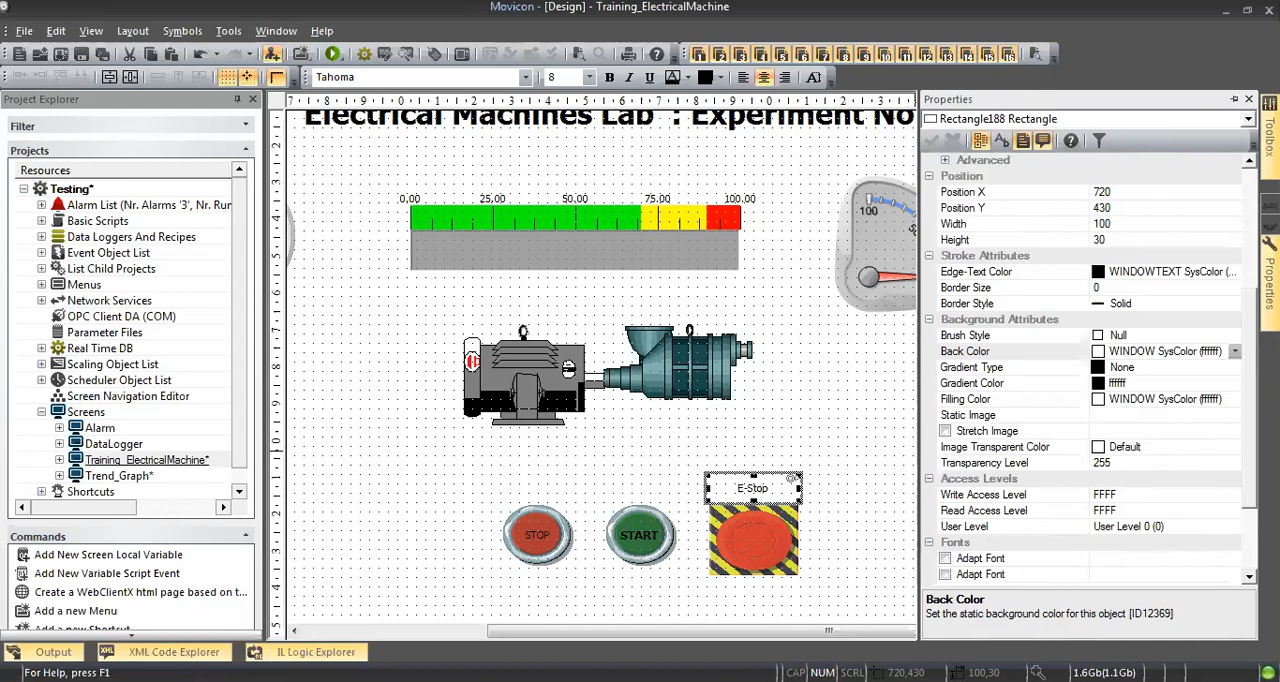 Movicon - [Design] - Training_ElectricalMachine
File Edit View Layout Symbols Tools Window Help
Tahoma 8 B I U A
Project Explorer
Filter
Projects
Resources
Testing*
Alarm List (Nr. Alarms '3', Nr. Run
Basic Scripts
Data Loggers And Recipes
Event Object List
List Child Projects
Menus
Network Services
OPC Client DA (COM)
Parameter Files
Real Time DB
Scaling Object List
Scheduler Object List
Screen Navigation Editor
Screens
Alarm
DataLogger
Training_ElectricalMachine*
Trend_Graph*
Shortcuts
Commands
Add New Screen Local Variable
Add New Variable Script Event
Create a WebClientX html page based on t...
Add a new Menu
Add a new Shortcut
Output XML Code Explorer IL Logic Explorer
Electrical Machines Lab : Experiment No
0.00 25.00 50.00 75.00 100.00
100
E-Stop
STOP
START
Properties
Rectangle188 Rectangle
Advanced
Position
Position X 720
Position Y 430
Width 100
Height 30
Stroke Attributes
Edge-Text Color WINDOWTEXT SysColor (...
Border Size 0
Border Style Solid
Background Attributes
Brush Style Null
Back Color WINDOW SysColor (ffffff)
Gradient Type None
Gradient Color ffffff
Filling Color WINDOW SysColor (ffffff)
Static Image
Stretch Image
Image Transparent Color Default
Transparency Level 255
Access Levels
Write Access Level FFFF
Read Access Level FFFF
User Level User Level 0 (0)
Fonts
Adapt Font
Adapt Font
Back Color
Set the static background color for this object [ID12369]
Toolbox
Properties
For Help, press F1
CAP NUM SCRL 720,430 100,30 1.6Gb(1.1Gb)